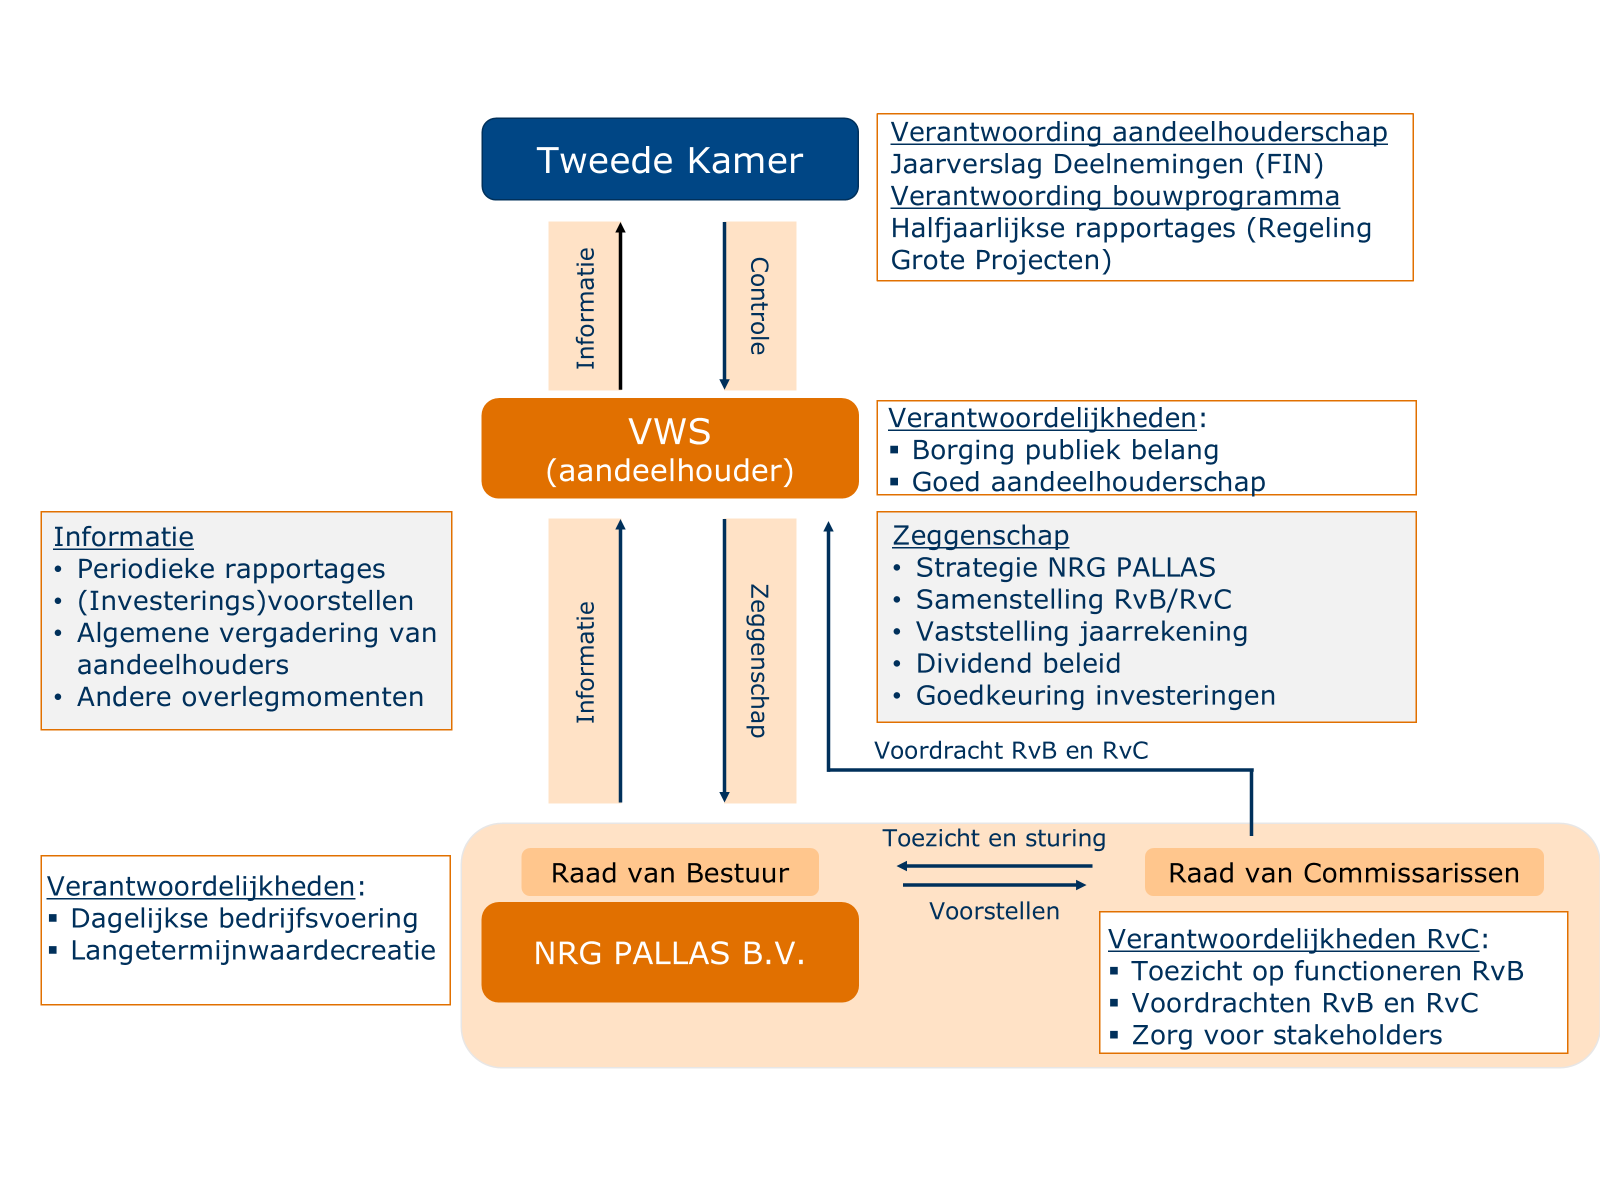 Tweede Kamer
Verantwoording aandeelhouderschap
Jaarverslag Deelnemingen (FIN)
Verantwoording bouwprogramma
Halfjaarlijkse rapportages (Regeling
Grote Projecten)
Informatie
Controle
VWS
(aandeelhouder)
Verantwoordelijkheden:
▪ Borging publiek belang
▪ Goed aandeelhouderschap
Informatie
• Periodieke rapportages
• (Investerings)voorstellen
• Algemene vergadering van
aandeelhouders
• Andere overlegmomenten
Informatie
Zeggenschap
Zeggenschap
• Strategie NRG PALLAS
• Samenstelling RvB/RvC
• Vaststelling jaarrekening
• Dividend beleid
• Goedkeuring investeringen
Voordracht RvB en RvC
Verantwoordelijkheden:
▪ Dagelijkse bedrijfsvoering
▪ Langetermijnwaardecreatie
Raad van Bestuur
NRG PALLAS B.V.
Toezicht en sturing
Voorstellen
Raad van Commissarissen
Verantwoordelijkheden RvC:
▪ Toezicht op functioneren RvB
▪ Voordrachten RvB en RvC
▪ Zorg voor stakeholders